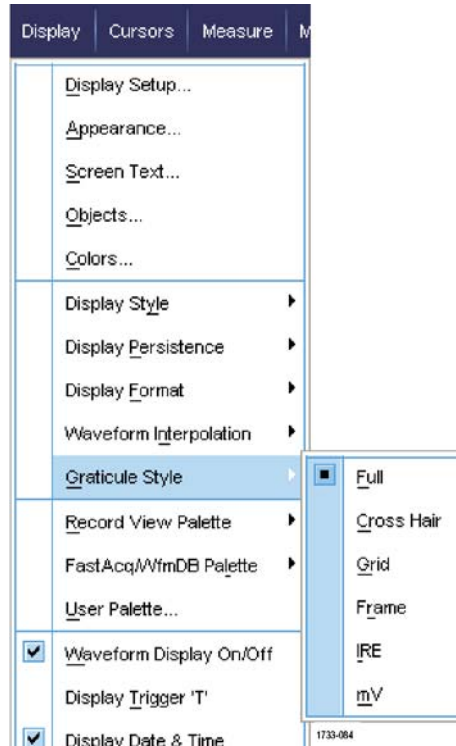 Display Cursors Measure M
Display Setup...
Appearance...
Screen Text...
Objects...
Colors...
Display Style
Display Persistence
Display Format
Waveform Interpolation
Graticule Style
Full
Cross Hair
Grid
Frame
IRE
mV
Record View Palette
FastAcq/WfmDB Palette
User Palette...
Waveform Display On/Off
Display Trigger 'T'
Display Date & Time
1733-084